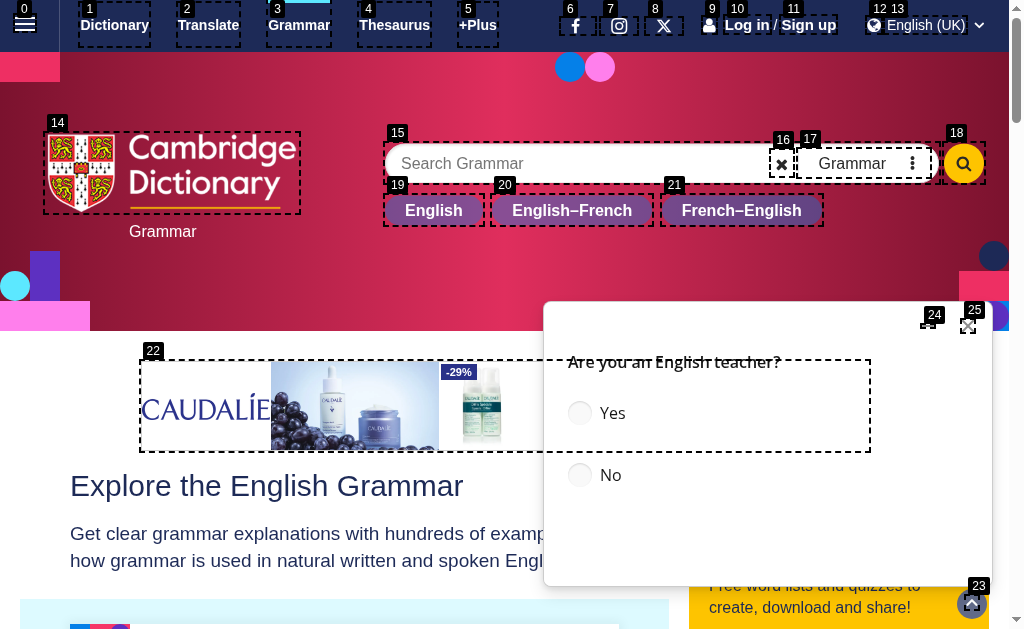 0 1 2 3 4 5 6 7 8 9 10 11 12 13
Dictionary Translate Grammar Thesaurus +Plus Log in / Sign up English (UK)
14
Cambridge
Dictionary
Grammar
15 16 17 18
Search Grammar Grammar
19 20 21
English English–French French–English
22
CAUDALÍE
-29%
24 25
Are you an English teacher?
Yes
No
Explore the English Grammar
Get clear grammar explanations with hundreds of examp
how grammar is used in natural written and spoken Engl
23
Free word lists and quizzes to
create, download and share!